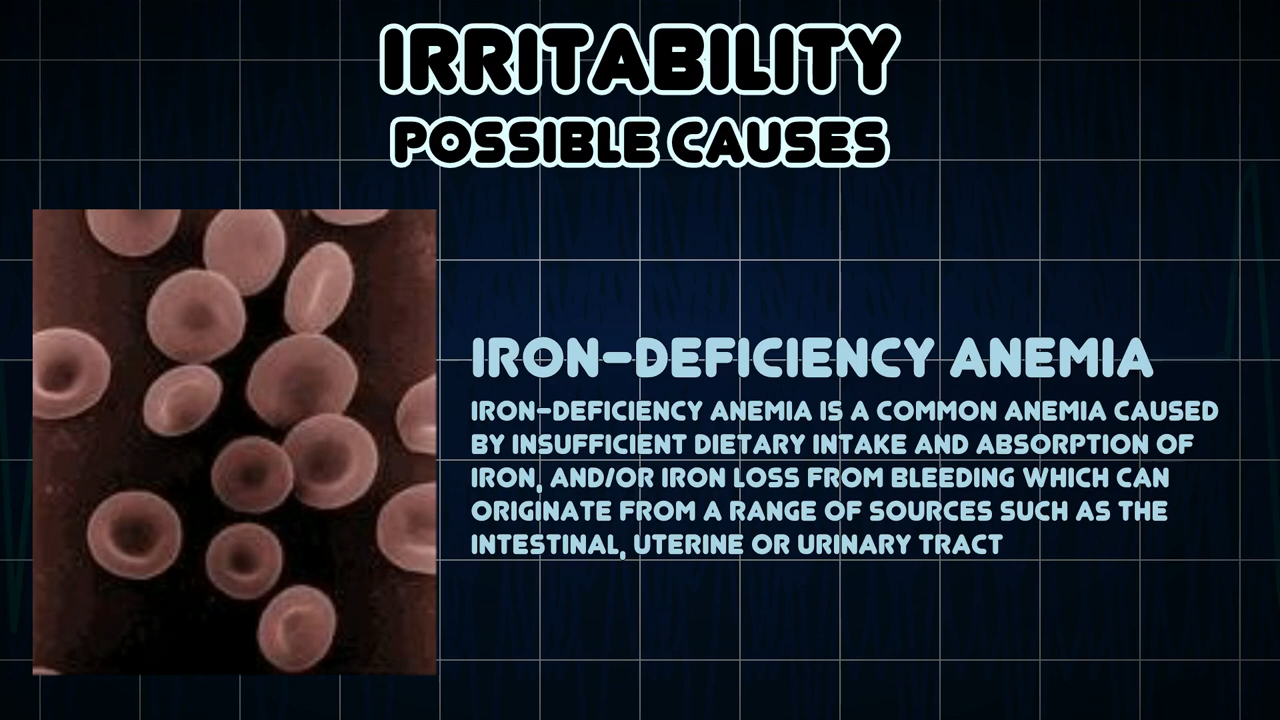 IRRITABILITY
POSSIBLE CAUSES
IRON-DEFICIENCY ANEMIA
IRON-DEFICIENCY ANEMIA IS A COMMON ANEMIA CAUSED
BY INSUFFICIENT DIETARY INTAKE AND ABSORPTION OF
IRON, AND/OR IRON LOSS FROM BLEEDING WHICH CAN
ORIGINATE FROM A RANGE OF SOURCES SUCH AS THE
INTESTINAL, UTERINE OR URINARY TRACT